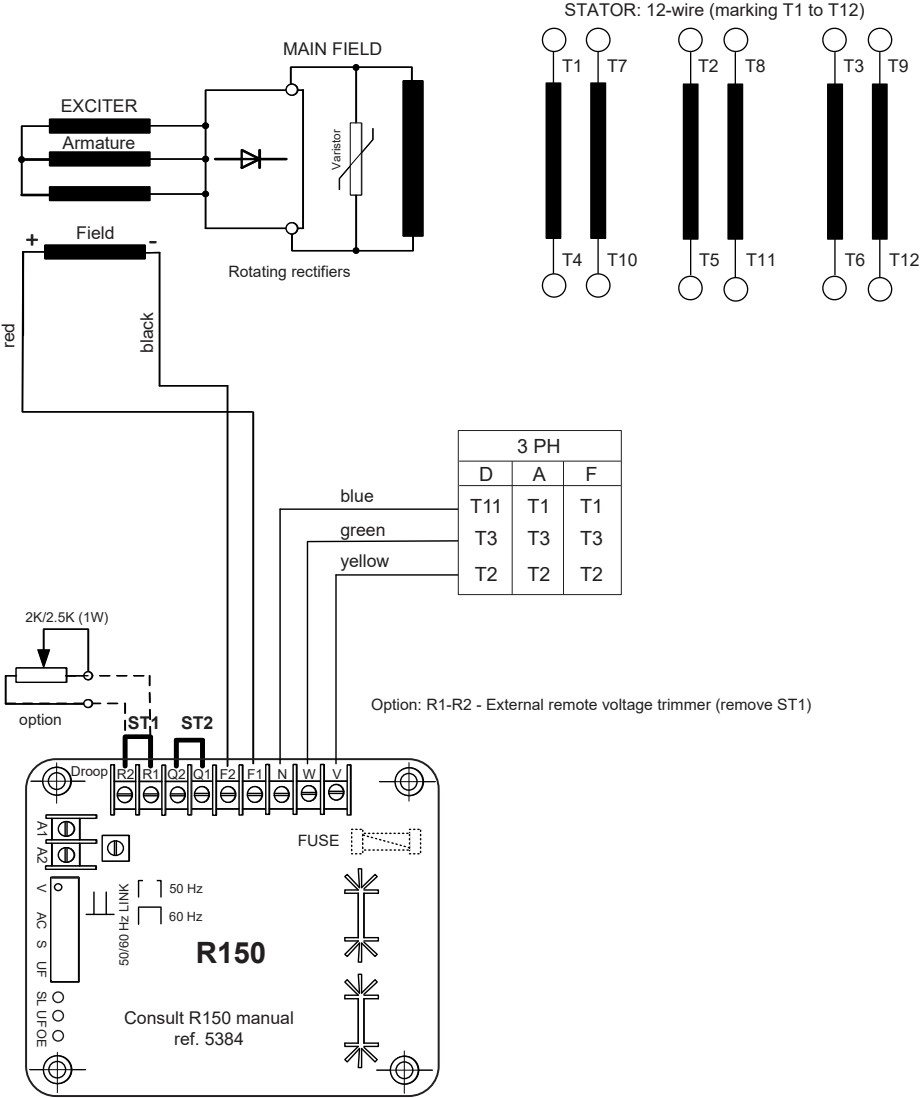 STATOR: 12-wire (marking T1 to T12)
MAIN FIELD
T1 T7 T2 T8 T3 T9
EXCITER
Armature
Varistor
T4 T10 T5 T11 T6 T12
+ Field -
Rotating rectifiers
red
black
3 PH
D A F
blue
T11 T1 T1
green
T3 T3 T3
yellow
T2 T2 T2
2K/2.5K (1W)
option
ST1 ST2
Option: R1-R2 - External remote voltage trimmer (remove ST1)
Droop R2 R1 Q2 Q1 F2 F1 N W V
A1
A2
FUSE
V
AC
S
UF
50/60 Hz LINK
50 Hz
60 Hz
R150
SL UFOE
Consult R150 manual
ref. 5384